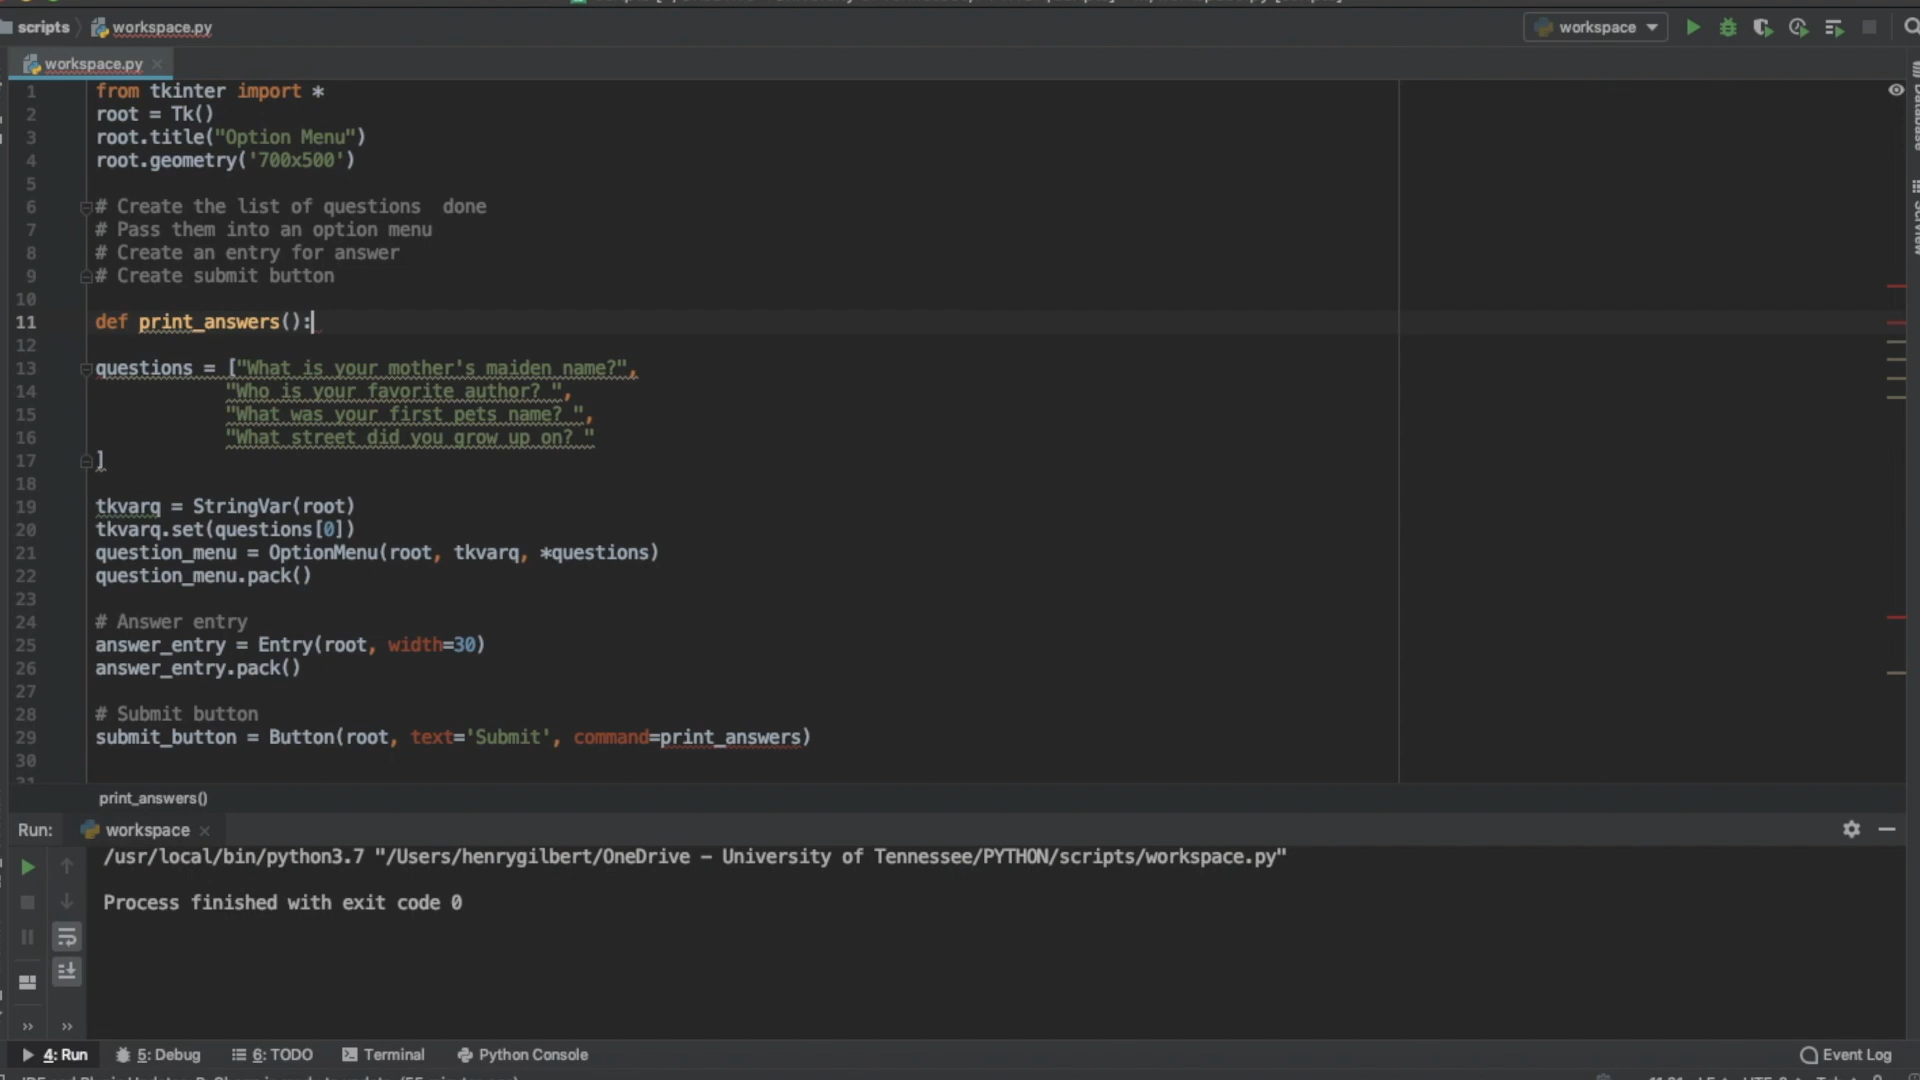 scripts
workspace.py
workspace
workspace.py
1 from tkinter import *
2 root = Tk()
3 root.title("Option Menu")
4 root.geometry('700x500')
5
6 # Create the list of questions  done
7 # Pass them into an option menu
8 # Create an entry for answer
9 # Create submit button
10
11 def print_answers():
12
13 questions = ["What is your mother's maiden name?",
14 "Who is your favorite author? ",
15 "What was your first pets name? ",
16 "What street did you grow up on? "
17 ]
18
19 tkvarq = StringVar(root)
20 tkvarq.set(questions[0])
21 question_menu = OptionMenu(root, tkvarq, *questions)
22 question_menu.pack()
23
24 # Answer entry
25 answer_entry = Entry(root, width=30)
26 answer_entry.pack()
27
28 # Submit button
29 submit_button = Button(root, text='Submit', command=print_answers)
30
31
Database
SciView
print_answers()
Run: workspace
/usr/local/bin/python3.7 "/Users/henrygilbert/OneDrive – University of Tennessee/PYTHON/scripts/workspace.py"
Process finished with exit code 0
4: Run
5: Debug
6: TODO
Terminal
Python Console
Event Log